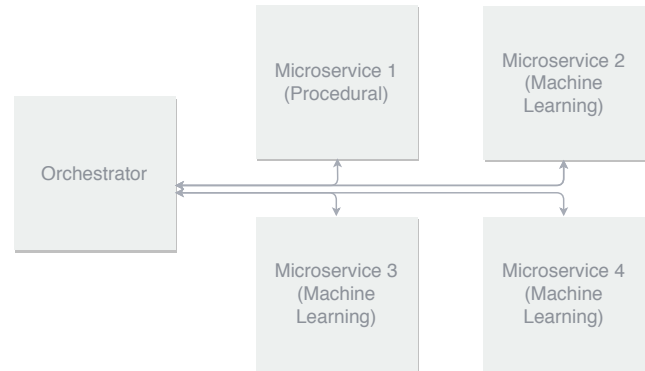 Microservice 1
(Procedural)
Microservice 2
(Machine
Learning)
Orchestrator
Microservice 3
(Machine
Learning)
Microservice 4
(Machine
Learning)